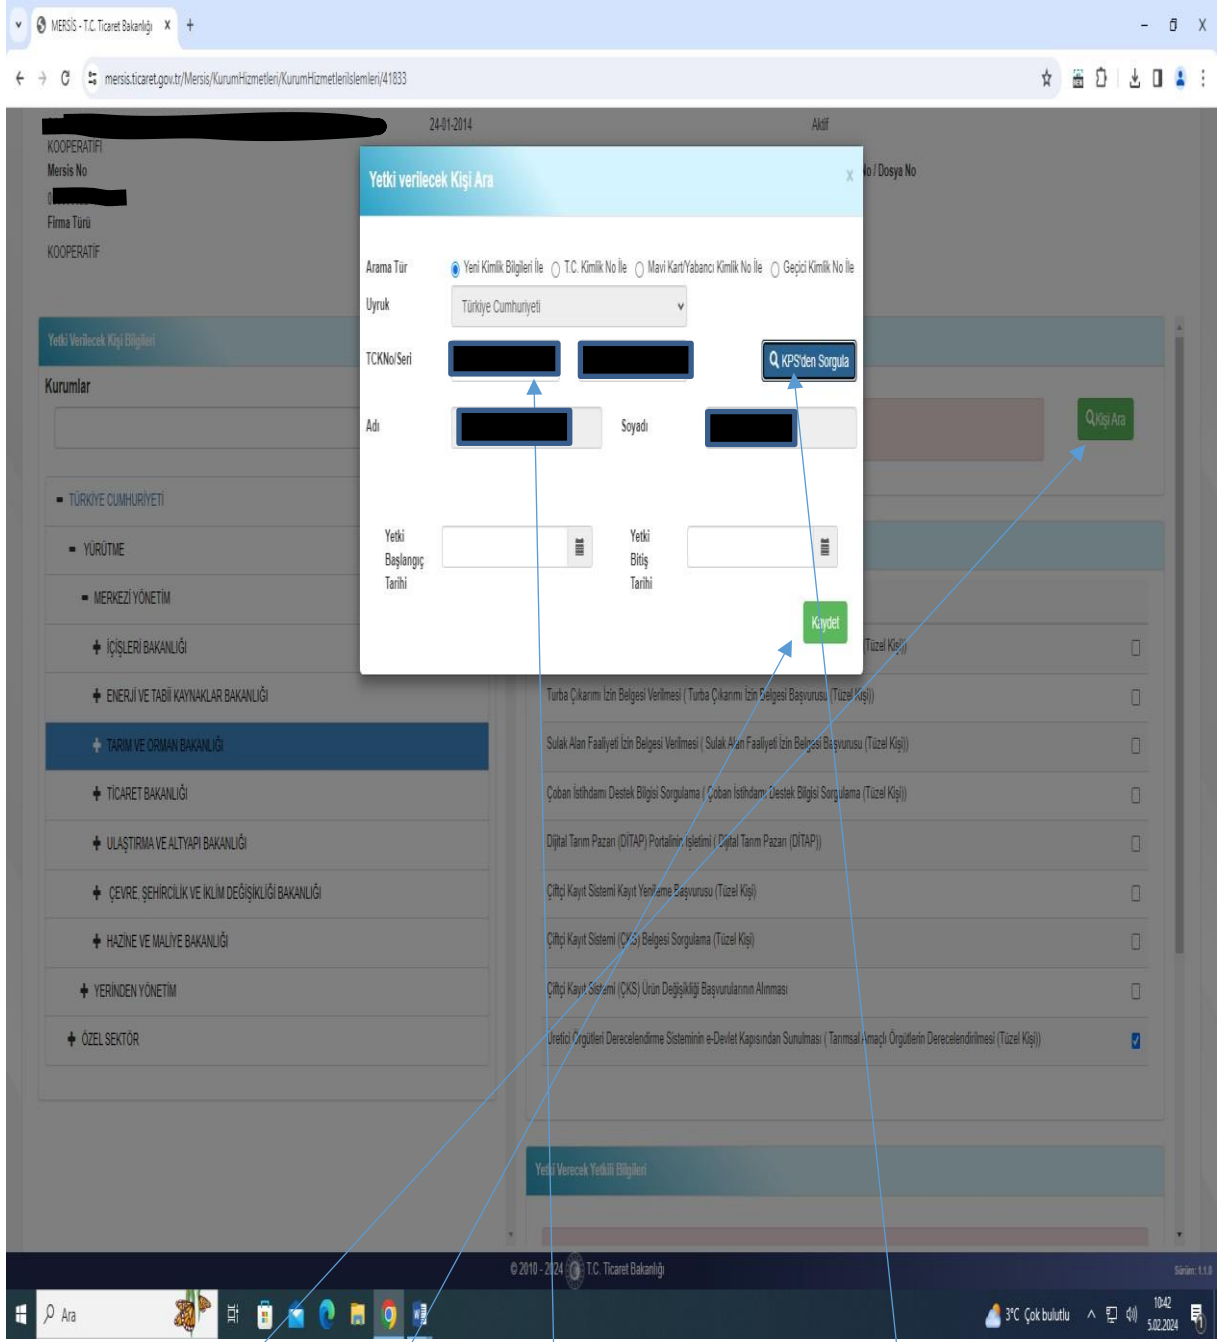 MERSİS - T.C. Ticaret Bakanlığı
mersis.ticaret.gov.tr/Mersis/KurumHizmetleri/KurumHizmetleriIslemleri/41833
24-01-2014 Aktif
KOOPERATİFİ
Mersis No
No / Dosya No
Firma Türü
KOOPERATİF
Yetki verilecek Kişi Ara x
Arama Tür Yeni Kimlik Bilgileri İle T.C. Kimlik No İle Mavi Kart/Yabancı Kimlik No İle Geçici Kimlik No İle
Uyruk Türkiye Cumhuriyeti
TCKNo/Seri KPS'den Sorgula
Adı Soyadı
Yetki Başlangıç Tarihi Yetki Bitiş Tarihi
Kaydet
Yetki Verilecek Kişi Bilgileri
Kurumlar
Kişi Ara
TÜRKİYE CUMHURİYETİ
YÜRÜTME
MERKEZİ YÖNETİM
İÇİŞLERİ BAKANLIĞI
ENERJİ VE TABİİ KAYNAKLAR BAKANLIĞI
TARIM VE ORMAN BAKANLIĞI
TİCARET BAKANLIĞI
ULAŞTIRMA VE ALTYAPI BAKANLIĞI
ÇEVRE, ŞEHİRCİLİK VE İKLİM DEĞİŞİKLİĞİ BAKANLIĞI
HAZİNE VE MALİYE BAKANLIĞI
YERİNDEN YÖNETİM
ÖZEL SEKTÖR
(Tüzel Kişi))
Turba Çıkarımı İzin Belgesi Verilmesi ( Turba Çıkarımı İzin Belgesi Başvurusu (Tüzel Kişi))
Sulak Alan Faaliyeti İzin Belgesi Verilmesi ( Sulak Alan Faaliyeti İzin Belgesi Başvurusu (Tüzel Kişi))
Çoban İstihdamı Destek Bilgisi Sorgulama ( Çoban İstihdamı Destek Bilgisi Sorgulama (Tüzel Kişi))
Dijital Tarım Pazarı (DİTAP) Portalinin İşletimi ( Dijital Tarım Pazarı (DİTAP))
Çiftçi Kayıt Sistemi Kayıt Yenileme Başvurusu (Tüzel Kişi)
Çiftçi Kayıt Sistemi (ÇKS) Belgesi Sorgulama (Tüzel Kişi)
Çiftçi Kayıt Sistemi (ÇKS) Ürün Değişikliği Başvurularının Alınması
Üretici Örgütleri Derecelendirme Sisteminin e-Devlet Kapısından Sunulması ( Tarımsal Amaçlı Örgütlerin Derecelendirilmesi (Tüzel Kişi))
Yetki Verecek Yetkili Bilgileri
© 2010 - 2024 T.C. Ticaret Bakanlığı
Sürüm: 1.1.0
Ara
3°C Çok bulutlu
10:42
5.02.2024